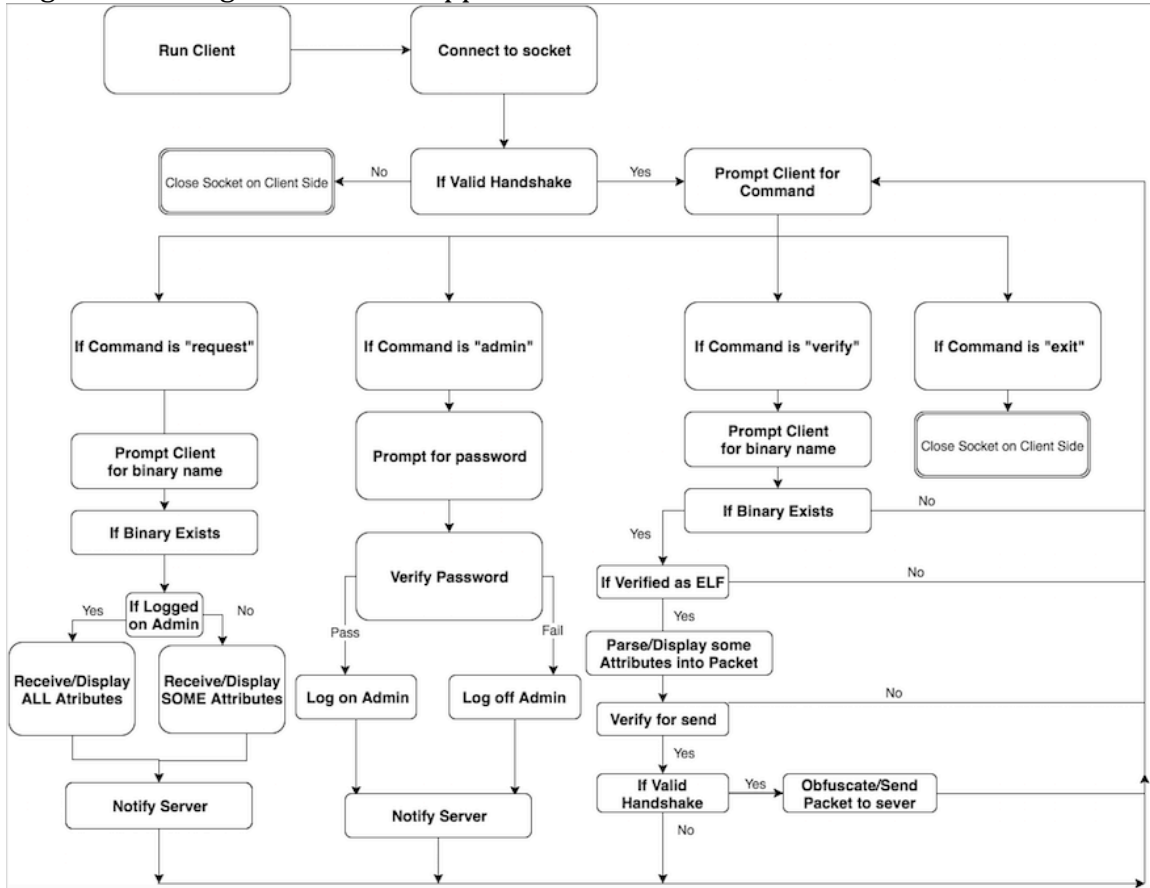 Run Client
Connect to socket
Close Socket on Client Side
No
If Valid Handshake
Yes
Prompt Client for
Command
If Command is "request"
If Command is "admin"
If Command is "verify"
If Command is "exit"
Prompt Client
for binary name
Prompt for password
Prompt Client
for binary name
Close Socket on Client Side
If Binary Exists
If Binary Exists
No
Yes
Verify Password
If Verified as ELF
No
Yes
If Logged
on Admin
No
Yes
Pass
Fail
Parse/Display some
Attributes into Packet
Receive/Display
ALL Atributes
Receive/Display
SOME Attributes
Log on Admin
Log off Admin
No
Verify for send
Yes
If Valid
Handshake
Yes
Obfuscate/Send
Packet to sever
Notify Server
Notify Server
No